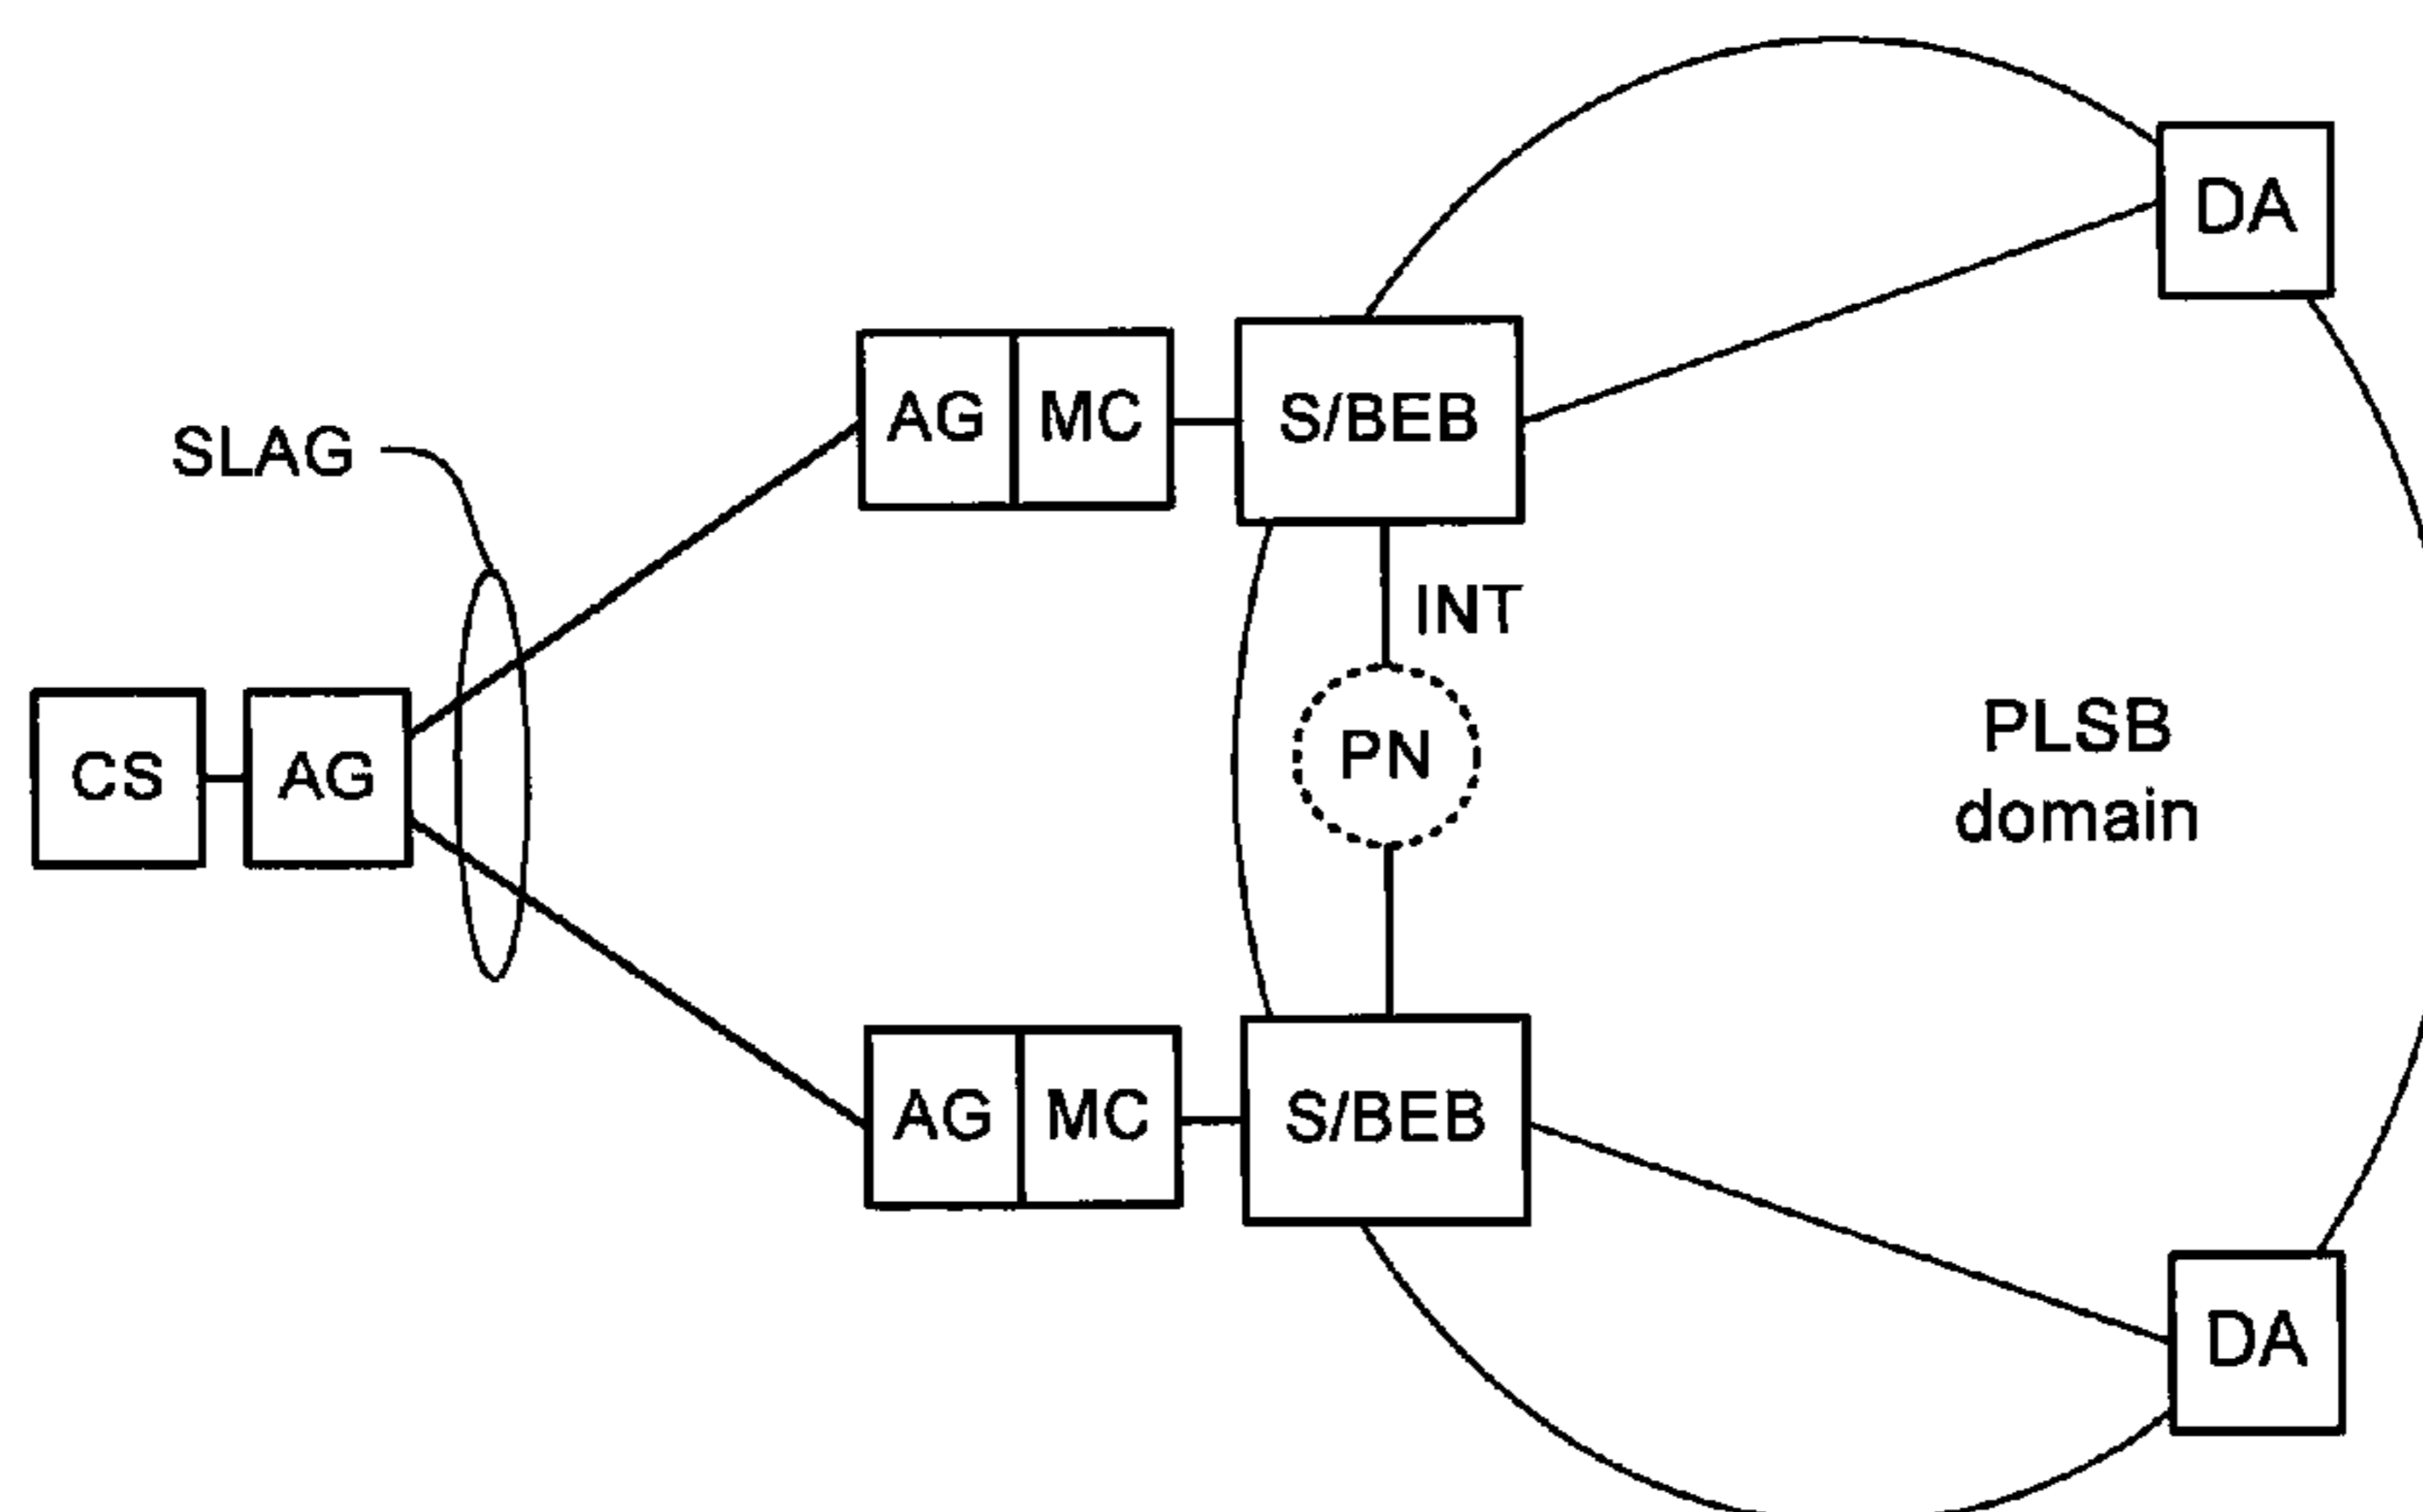 DA
AG MC S/BEB
SLAG
INT
CS AG PN PLSB
domain
AG MC S/BEB
DA